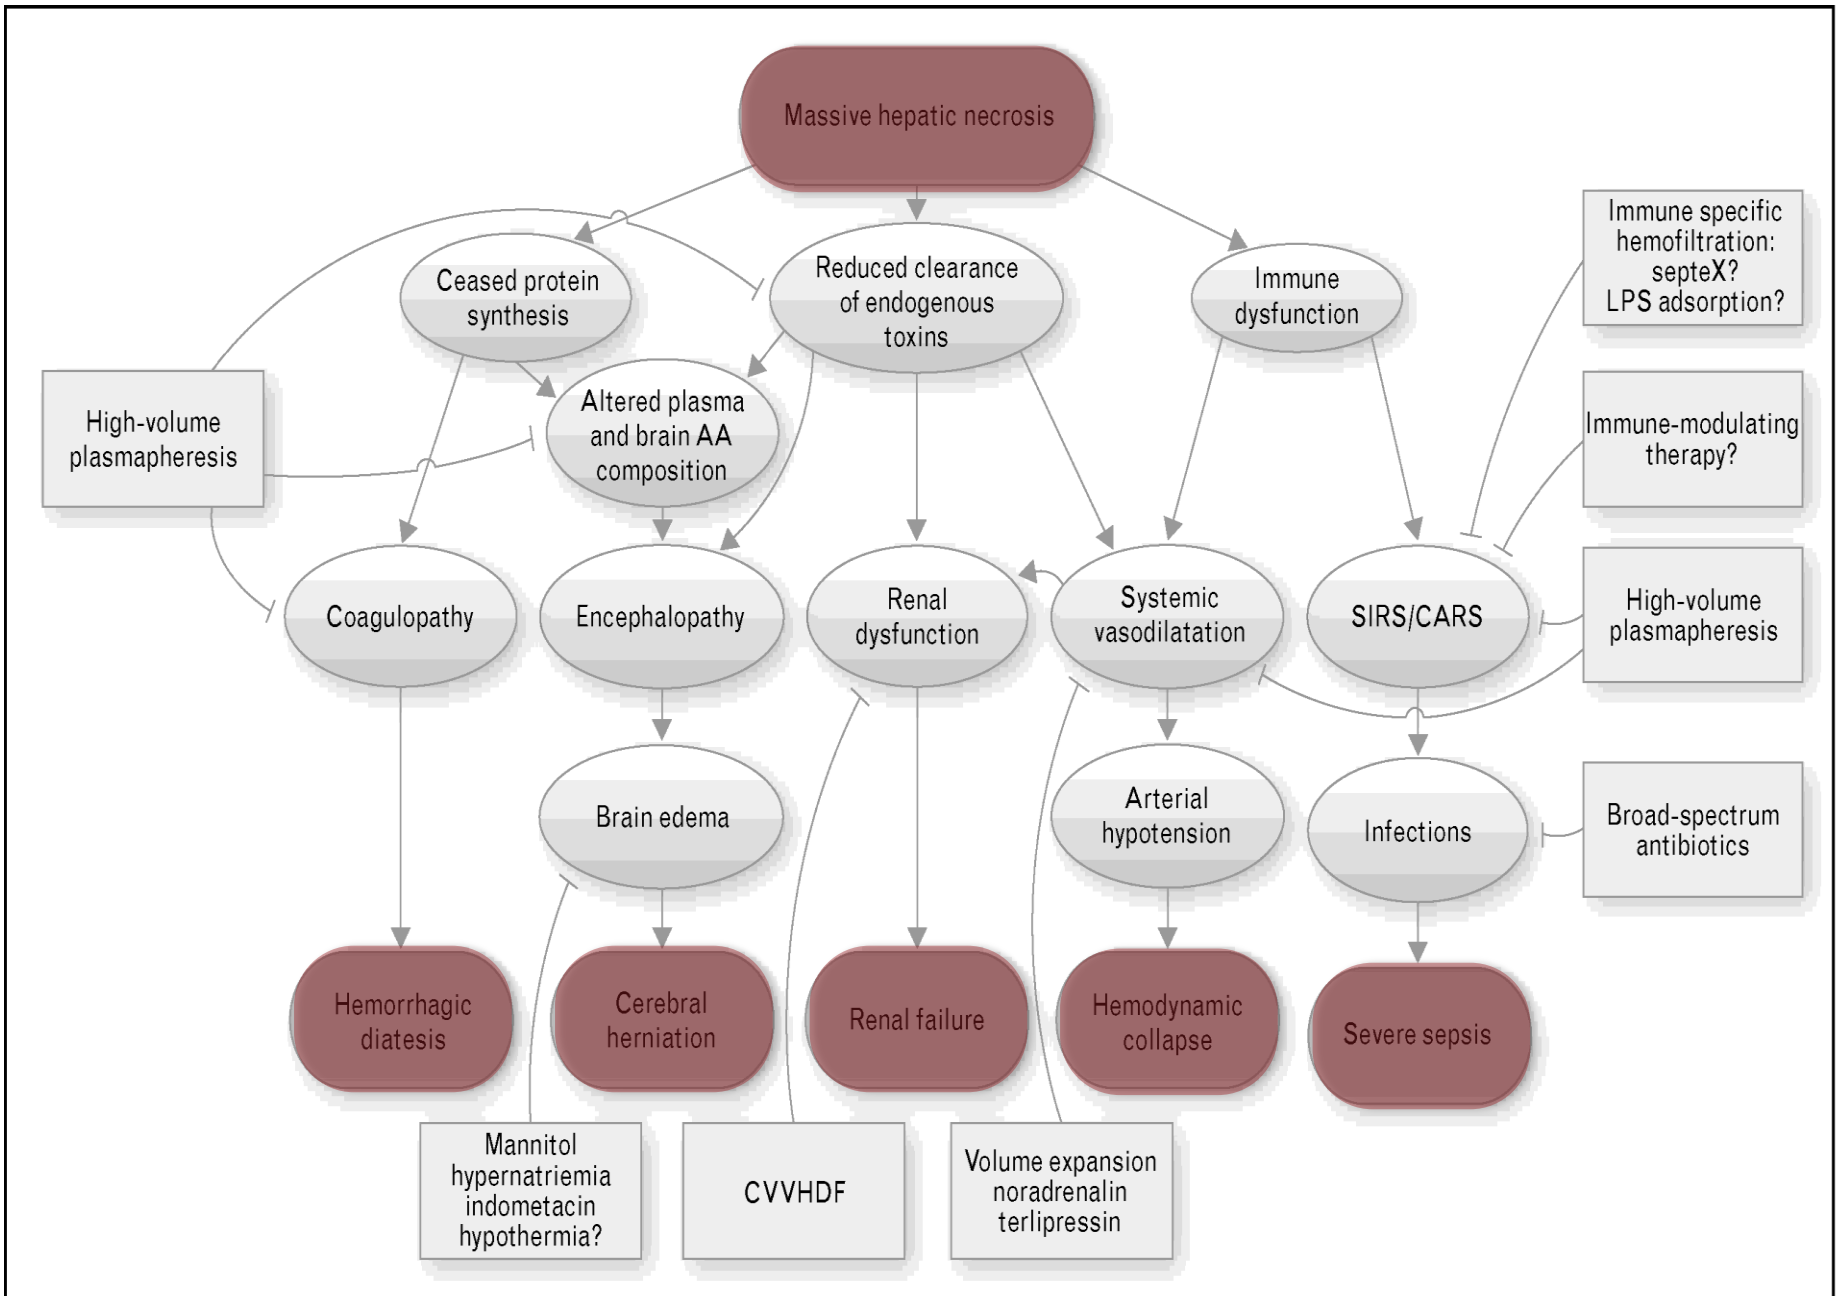 Massive hepatic necrosis
Immune specific
hemofiltration:
septeX?
LPS adsorption?
Ceased protein
synthesis
Reduced clearance
of endogenous
toxins
Immune
dysfunction
High-volume
plasmapheresis
Altered plasma
and brain AA
composition
Immune-modulating
therapy?
Coagulopathy
Encephalopathy
Renal
dysfunction
Systemic
vasodilatation
SIRS/CARS
High-volume
plasmapheresis
Brain edema
Arterial
hypotension
Infections
Broad-spectrum
antibiotics
Hemorrhagic
diatesis
Cerebral
herniation
Renal failure
Hemodynamic
collapse
Severe sepsis
Mannitol
hypernatriemia
indometacin
hypothermia?
CVVHDF
Volume expansion
noradrenalin
terlipressin